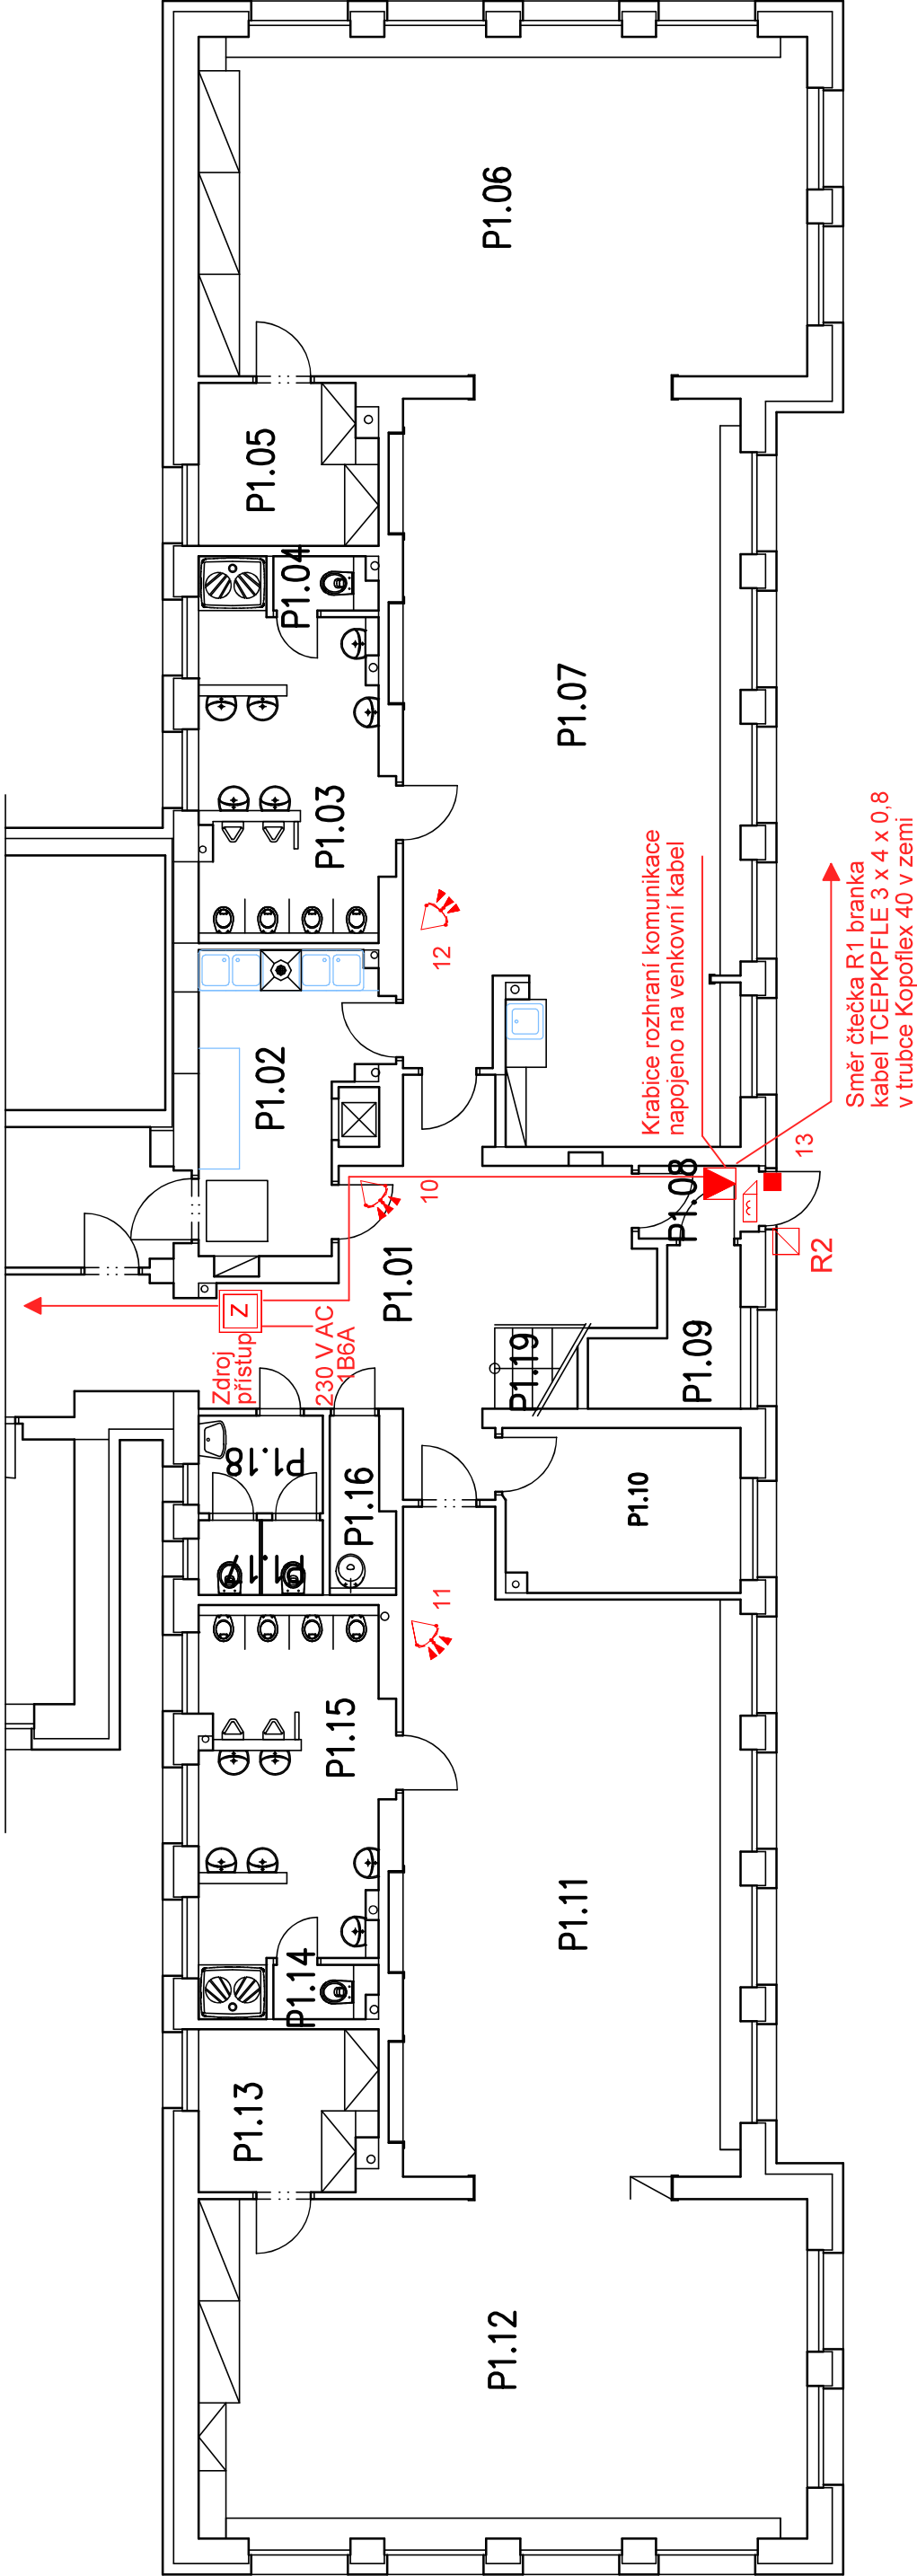 P1.06
P1.05
P1.04
P1.07
P1.03
12
P1.02
Krabice rozhraní komunikace
napojeno na venkovní kabel
Směr čtečka R1 branka
kabel TCEPKPFLE 3 x 4 x 0,8
v trubce Kopoflex 40 v zemi
13
P1.08
10
R2
P1.01
Z
Zdroj
přístup
230 V AC
1B6A
P1.19
P1.09
P1.18
P1.16
P1.10
P1.17
11
P1.15
P1.11
P1.14
P1.13
P1.12